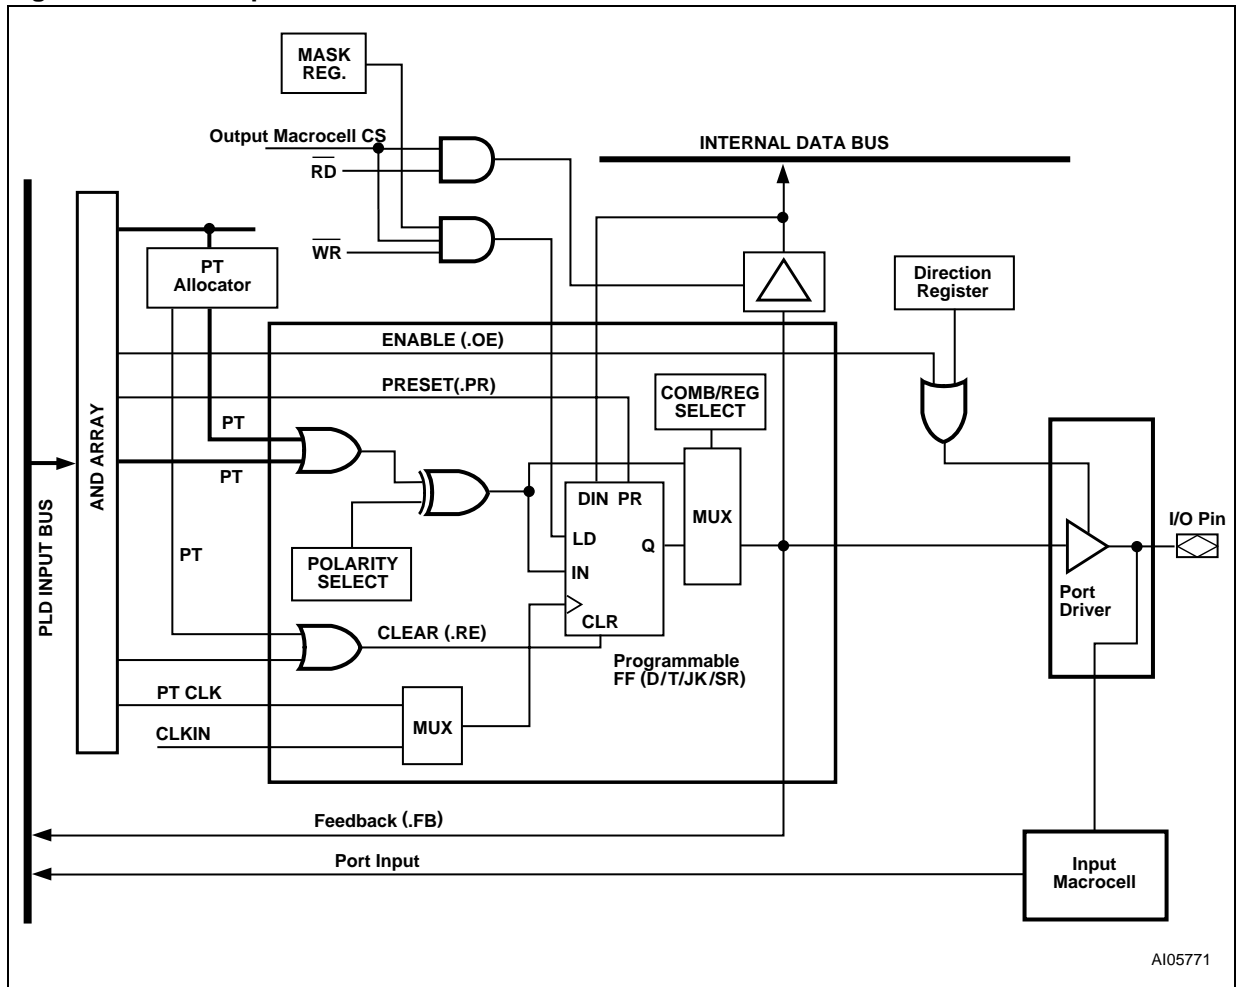 MASK
REG.
Output Macrocell CS
RD
WR
INTERNAL DATA BUS
PT
Allocator
Direction
Register
ENABLE (.OE)
PRESET(.PR)
COMB/REG
SELECT
PT
PT
AND ARRAY
PLD INPUT BUS
DIN PR
MUX
LD
Q
IN
CLR
I/O Pin
POLARITY
SELECT
PT
Port
Driver
CLEAR (.RE)
Programmable
FF (D/T/JK/SR)
PT CLK
MUX
CLKIN
Feedback (.FB)
Port Input
Input
Macrocell
AI05771